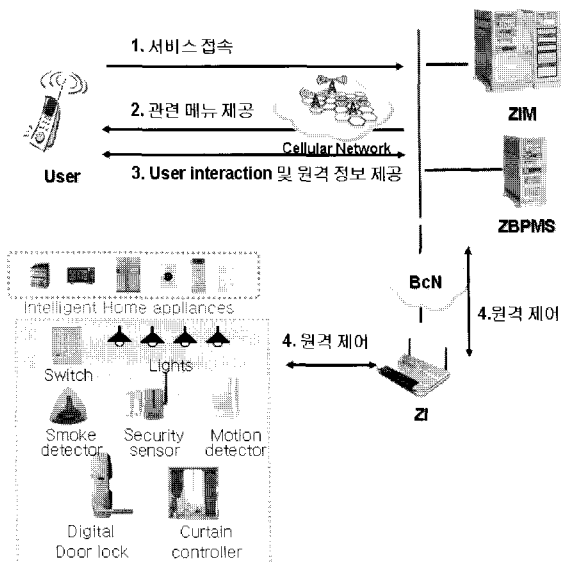 1. 서비스 접속
ZIM
2. 관련 메뉴 제공
Cellular Network
User
3. User interaction 및 원격 정보 제공
ZBPMS
BcN
Intelligent Home appliances
4.원격 제어
4. 원격 제어
Switch
Lights
ZI
Smoke
detector
Security
sensor
Motion
detector
Digital
Door lock
Curtain
controller